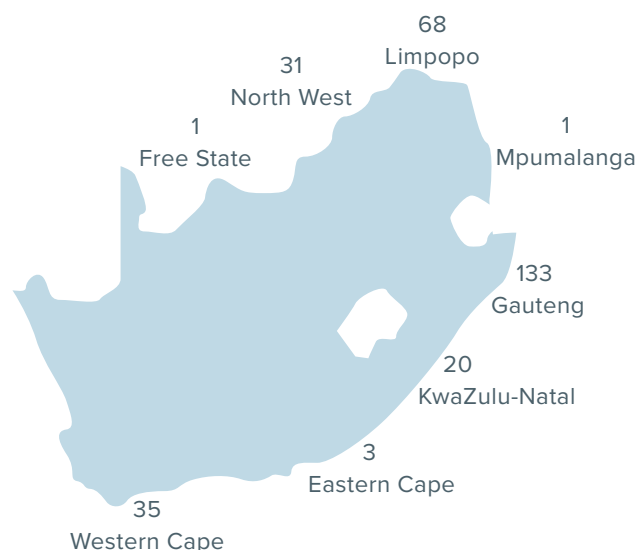 68
Limpopo
31
North West
1
Free State
1
Mpumalanga
133
Gauteng
20
KwaZulu-Natal
3
Eastern Cape
35
Western Cape